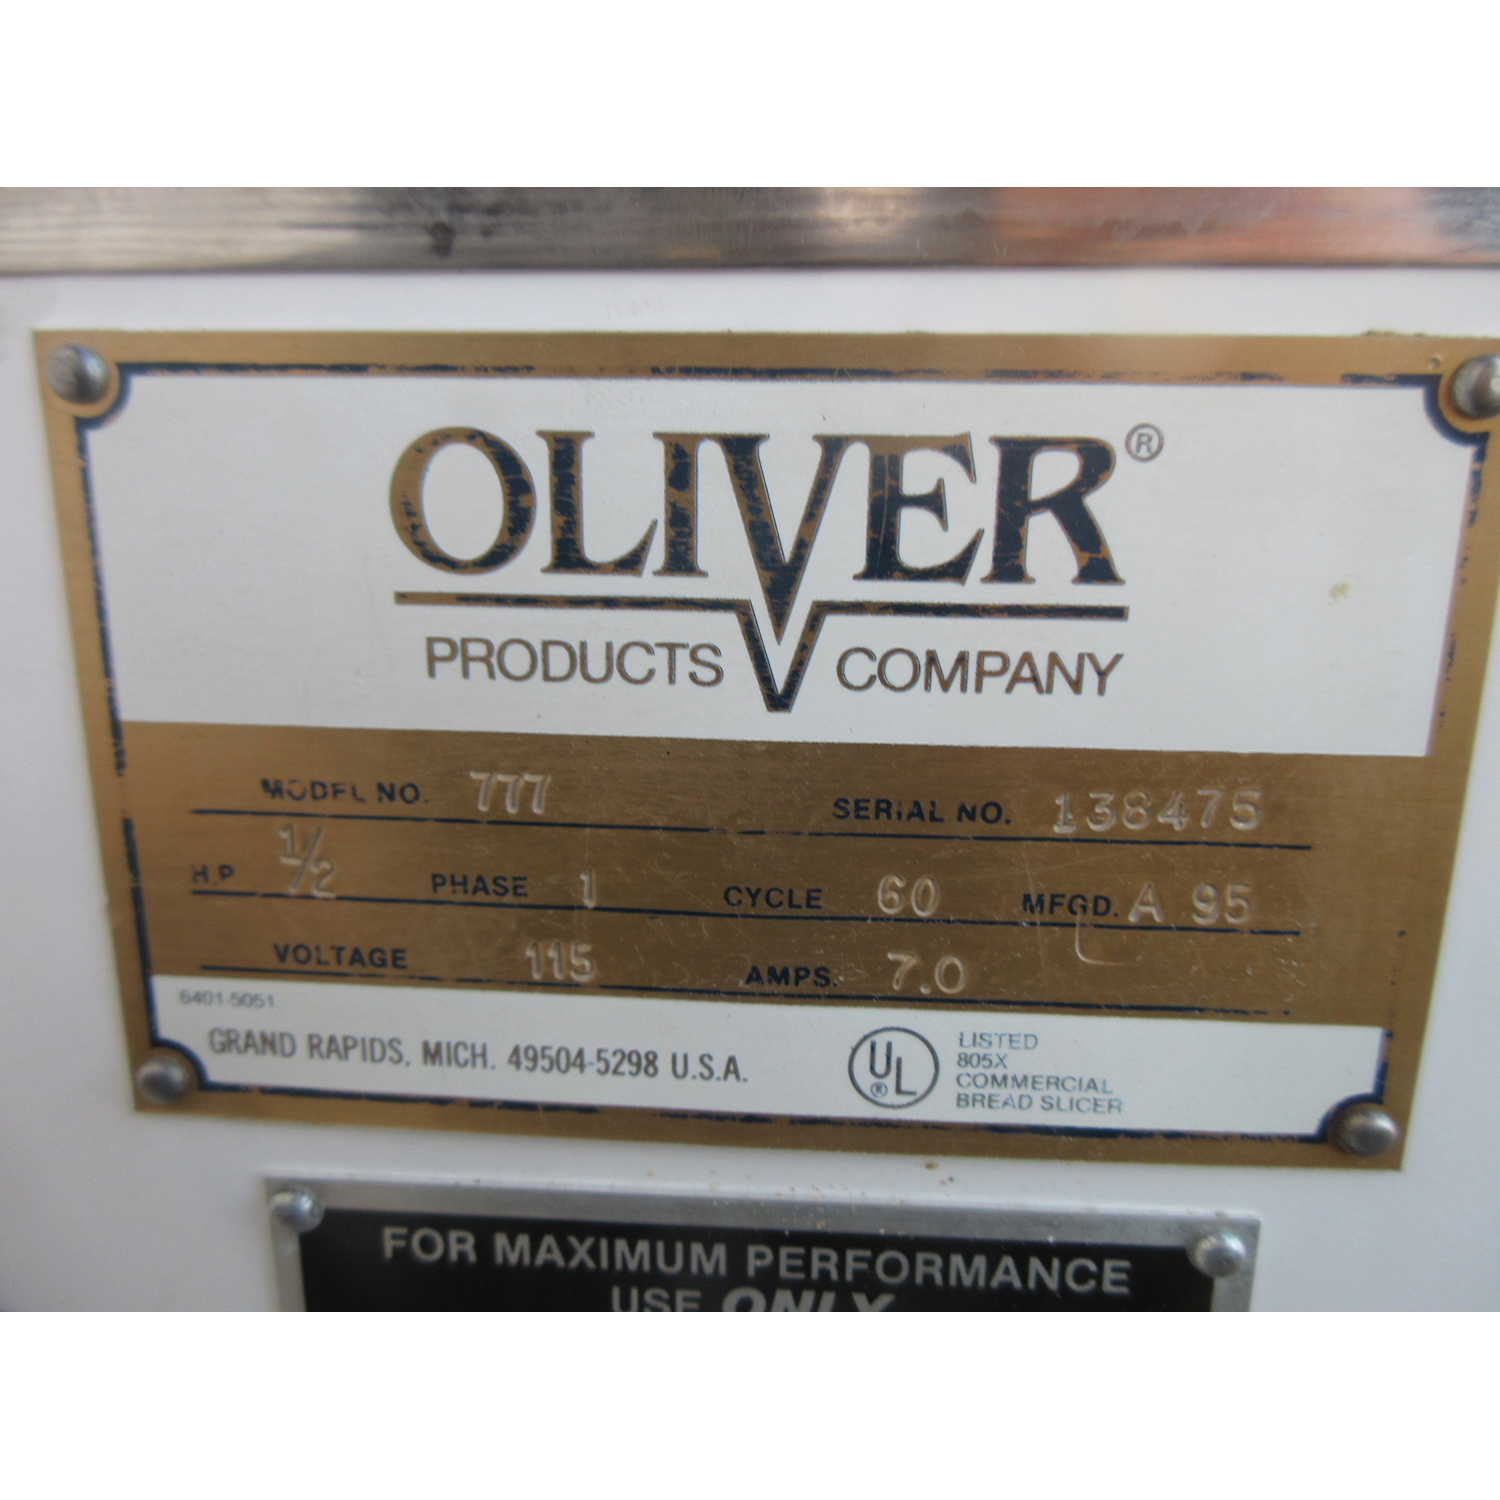 OLIVER®
PRODUCTS COMPANY
MODEL NO. 777 SERIAL NO. 138475
H.P 1/2 PHASE 1 CYCLE 60 MFGD. A 95
VOLTAGE 115 AMPS. 7.0
6401-5051
GRAND RAPIDS, MICH. 49504-5298 U.S.A.
UL®
LISTED
805X
COMMERCIAL
BREAD SLICER
FOR MAXIMUM PERFORMANCE
USE ONLY